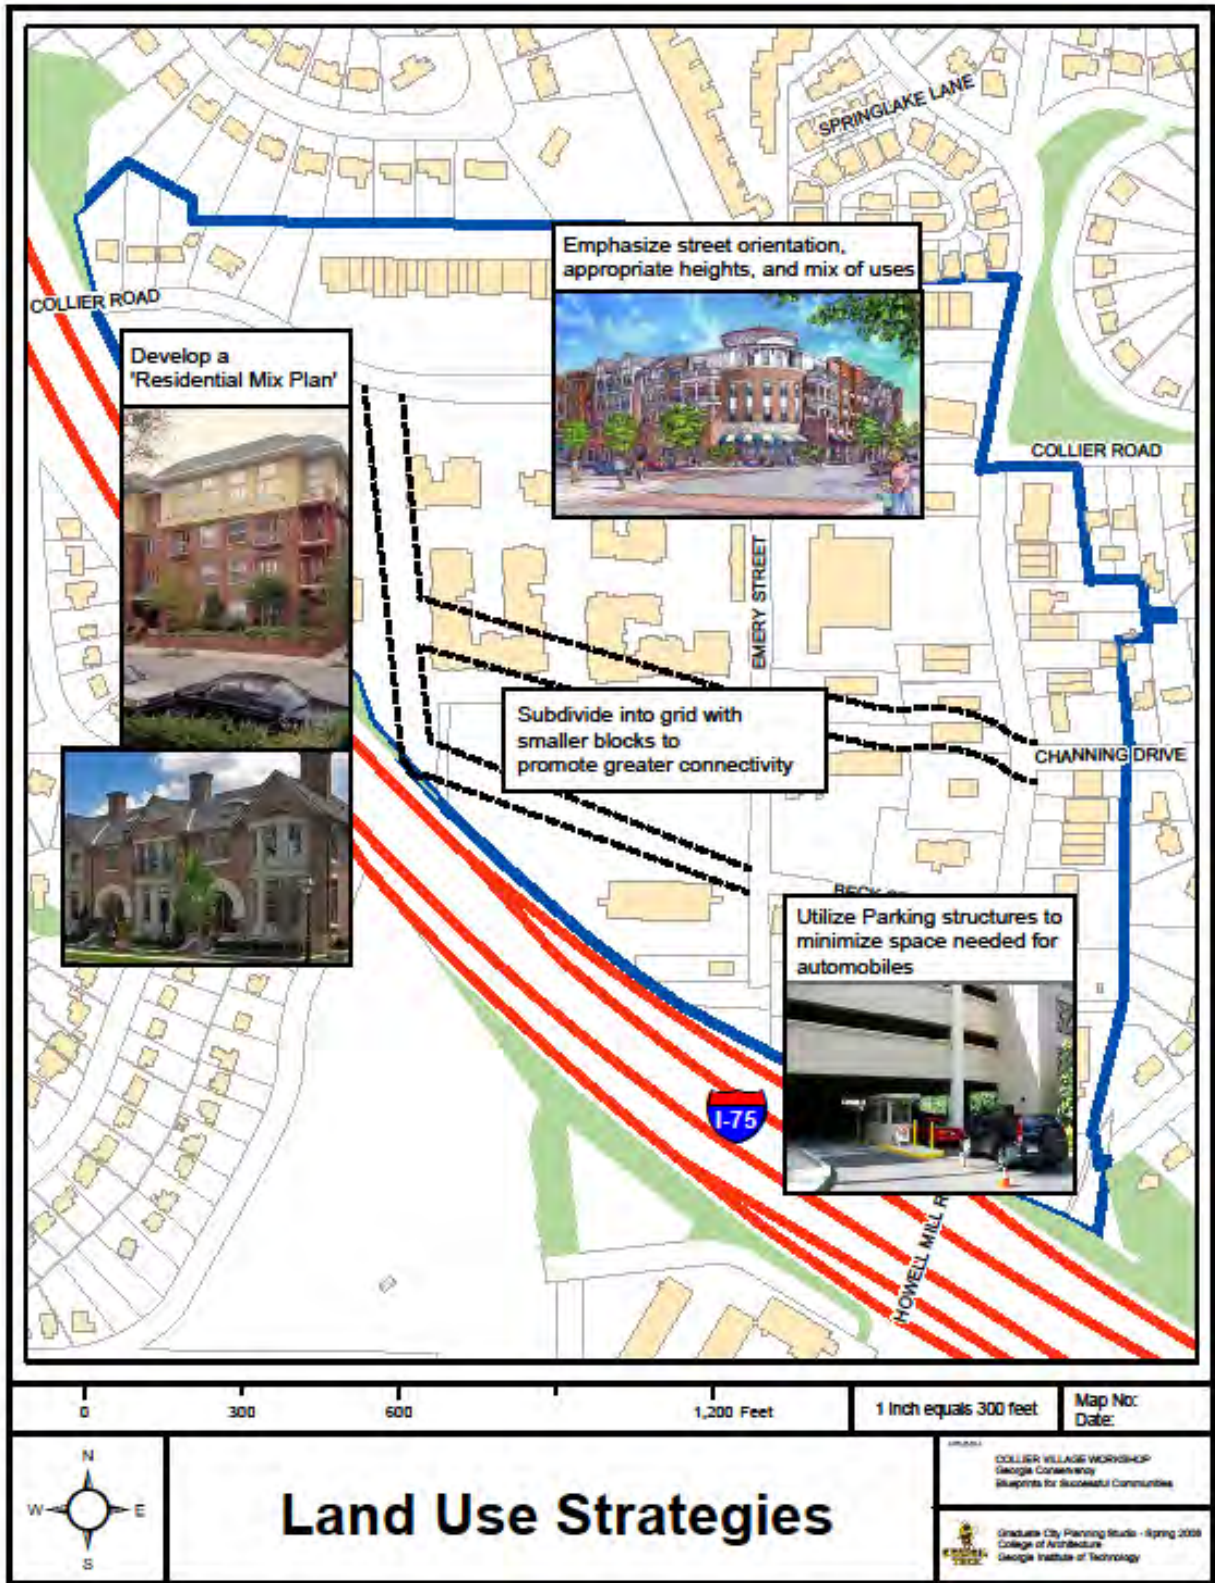 SPRINGLAKE LANE
Emphasize street orientation,
appropriate heights, and mix of uses
COLLIER ROAD
Develop a
'Residential Mix Plan'
COLLIER ROAD
EMERY STREET
Subdivide into grid with
smaller blocks to
promote greater connectivity
CHANNING DRIVE
BECK
Utilize Parking structures to
minimize space needed for
automobiles
I-75
HOWELL MILL R
0 300 600 1,200 Feet
1 inch equals 300 feet
Map No:
Date:
N
W E
S
Land Use Strategies
COLLIER VILLAGE WORKSHOP
Georgia Conservancy
Blueprints for Successful Communities
Graduate City Planning Studio - Spring 2008
College of Architecture
Georgia Institute of Technology